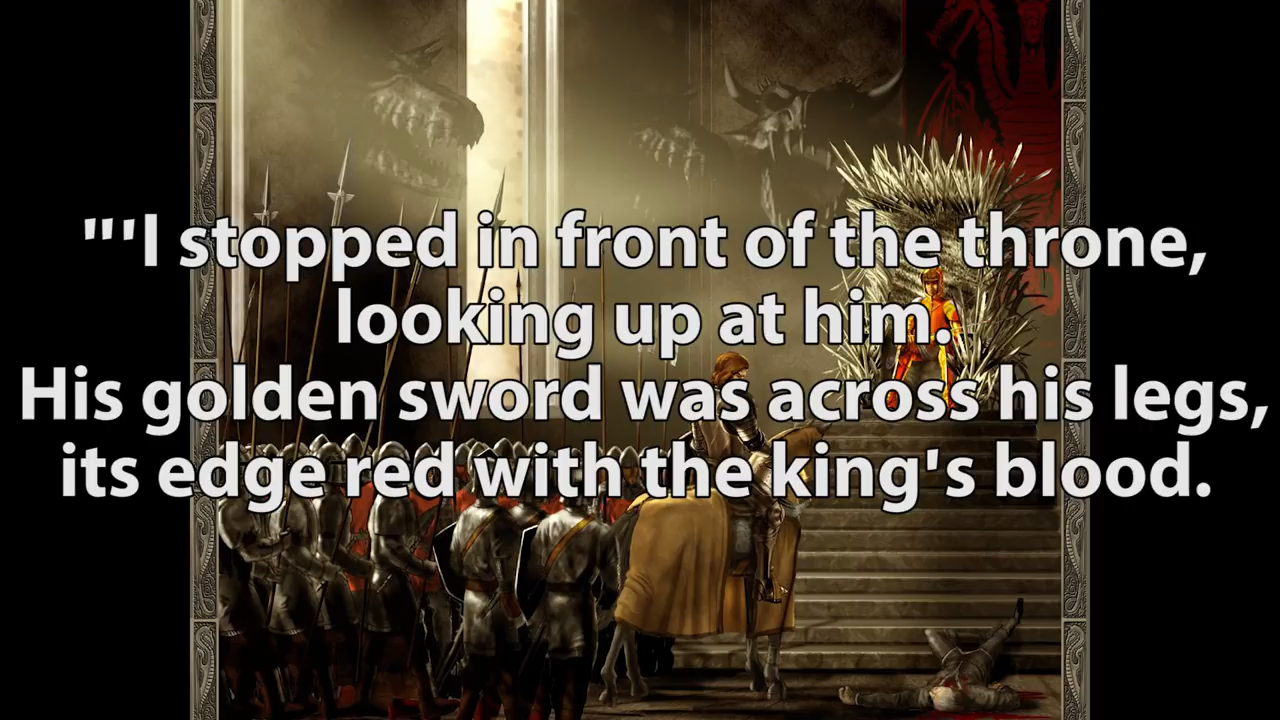 "'I stopped in front of the throne,
looking up at him.
His golden sword was across his legs,
its edge red with the king's blood.